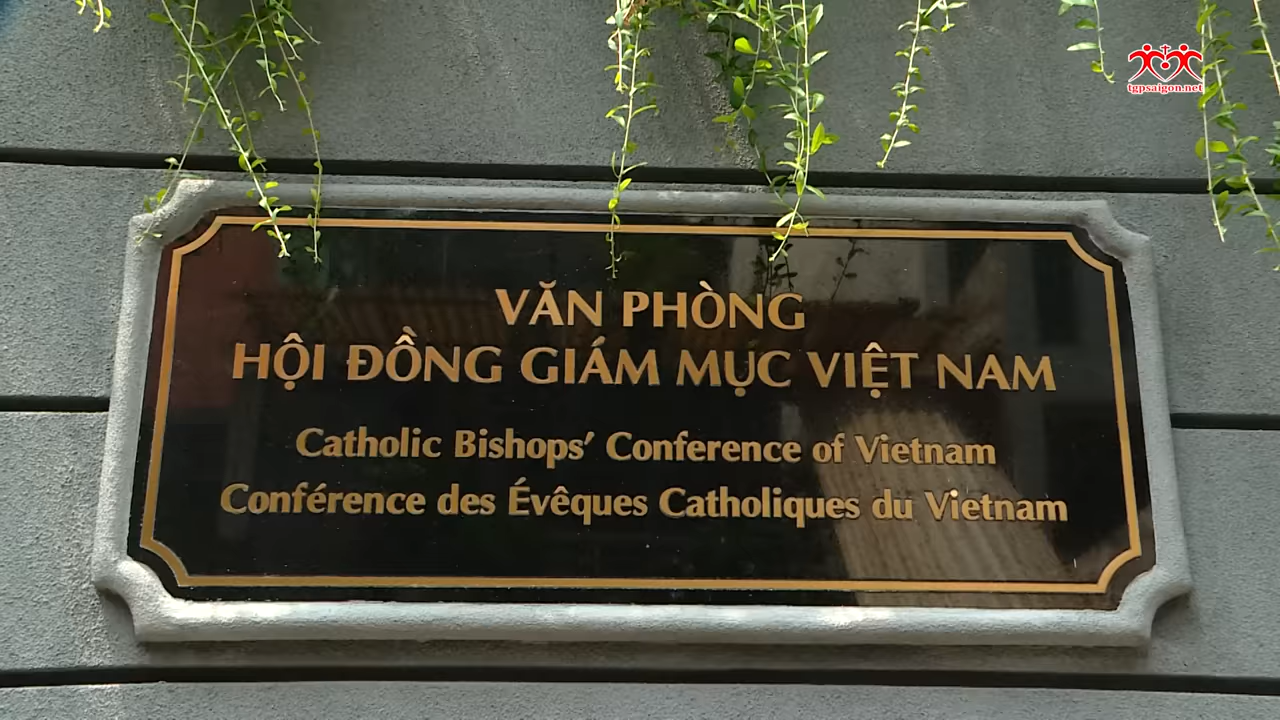 tgpsaigon.net
VĂN PHÒNG
HỘI ĐỒNG GIÁM MỤC VIỆT NAM
Catholic Bishops’ Conference of Vietnam
Conférence des Évêques Catholiques du Vietnam